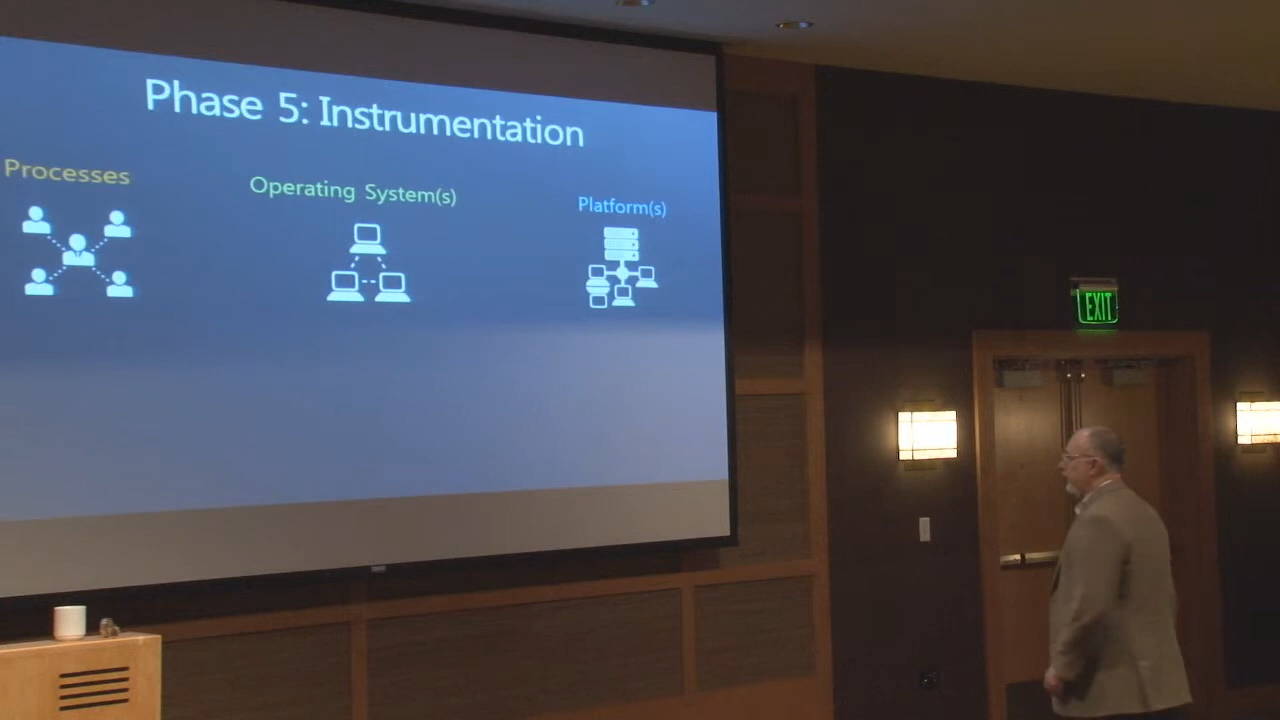 Phase 5: Instrumentation
Processes
Operating System(s)
Platform(s)
EXIT